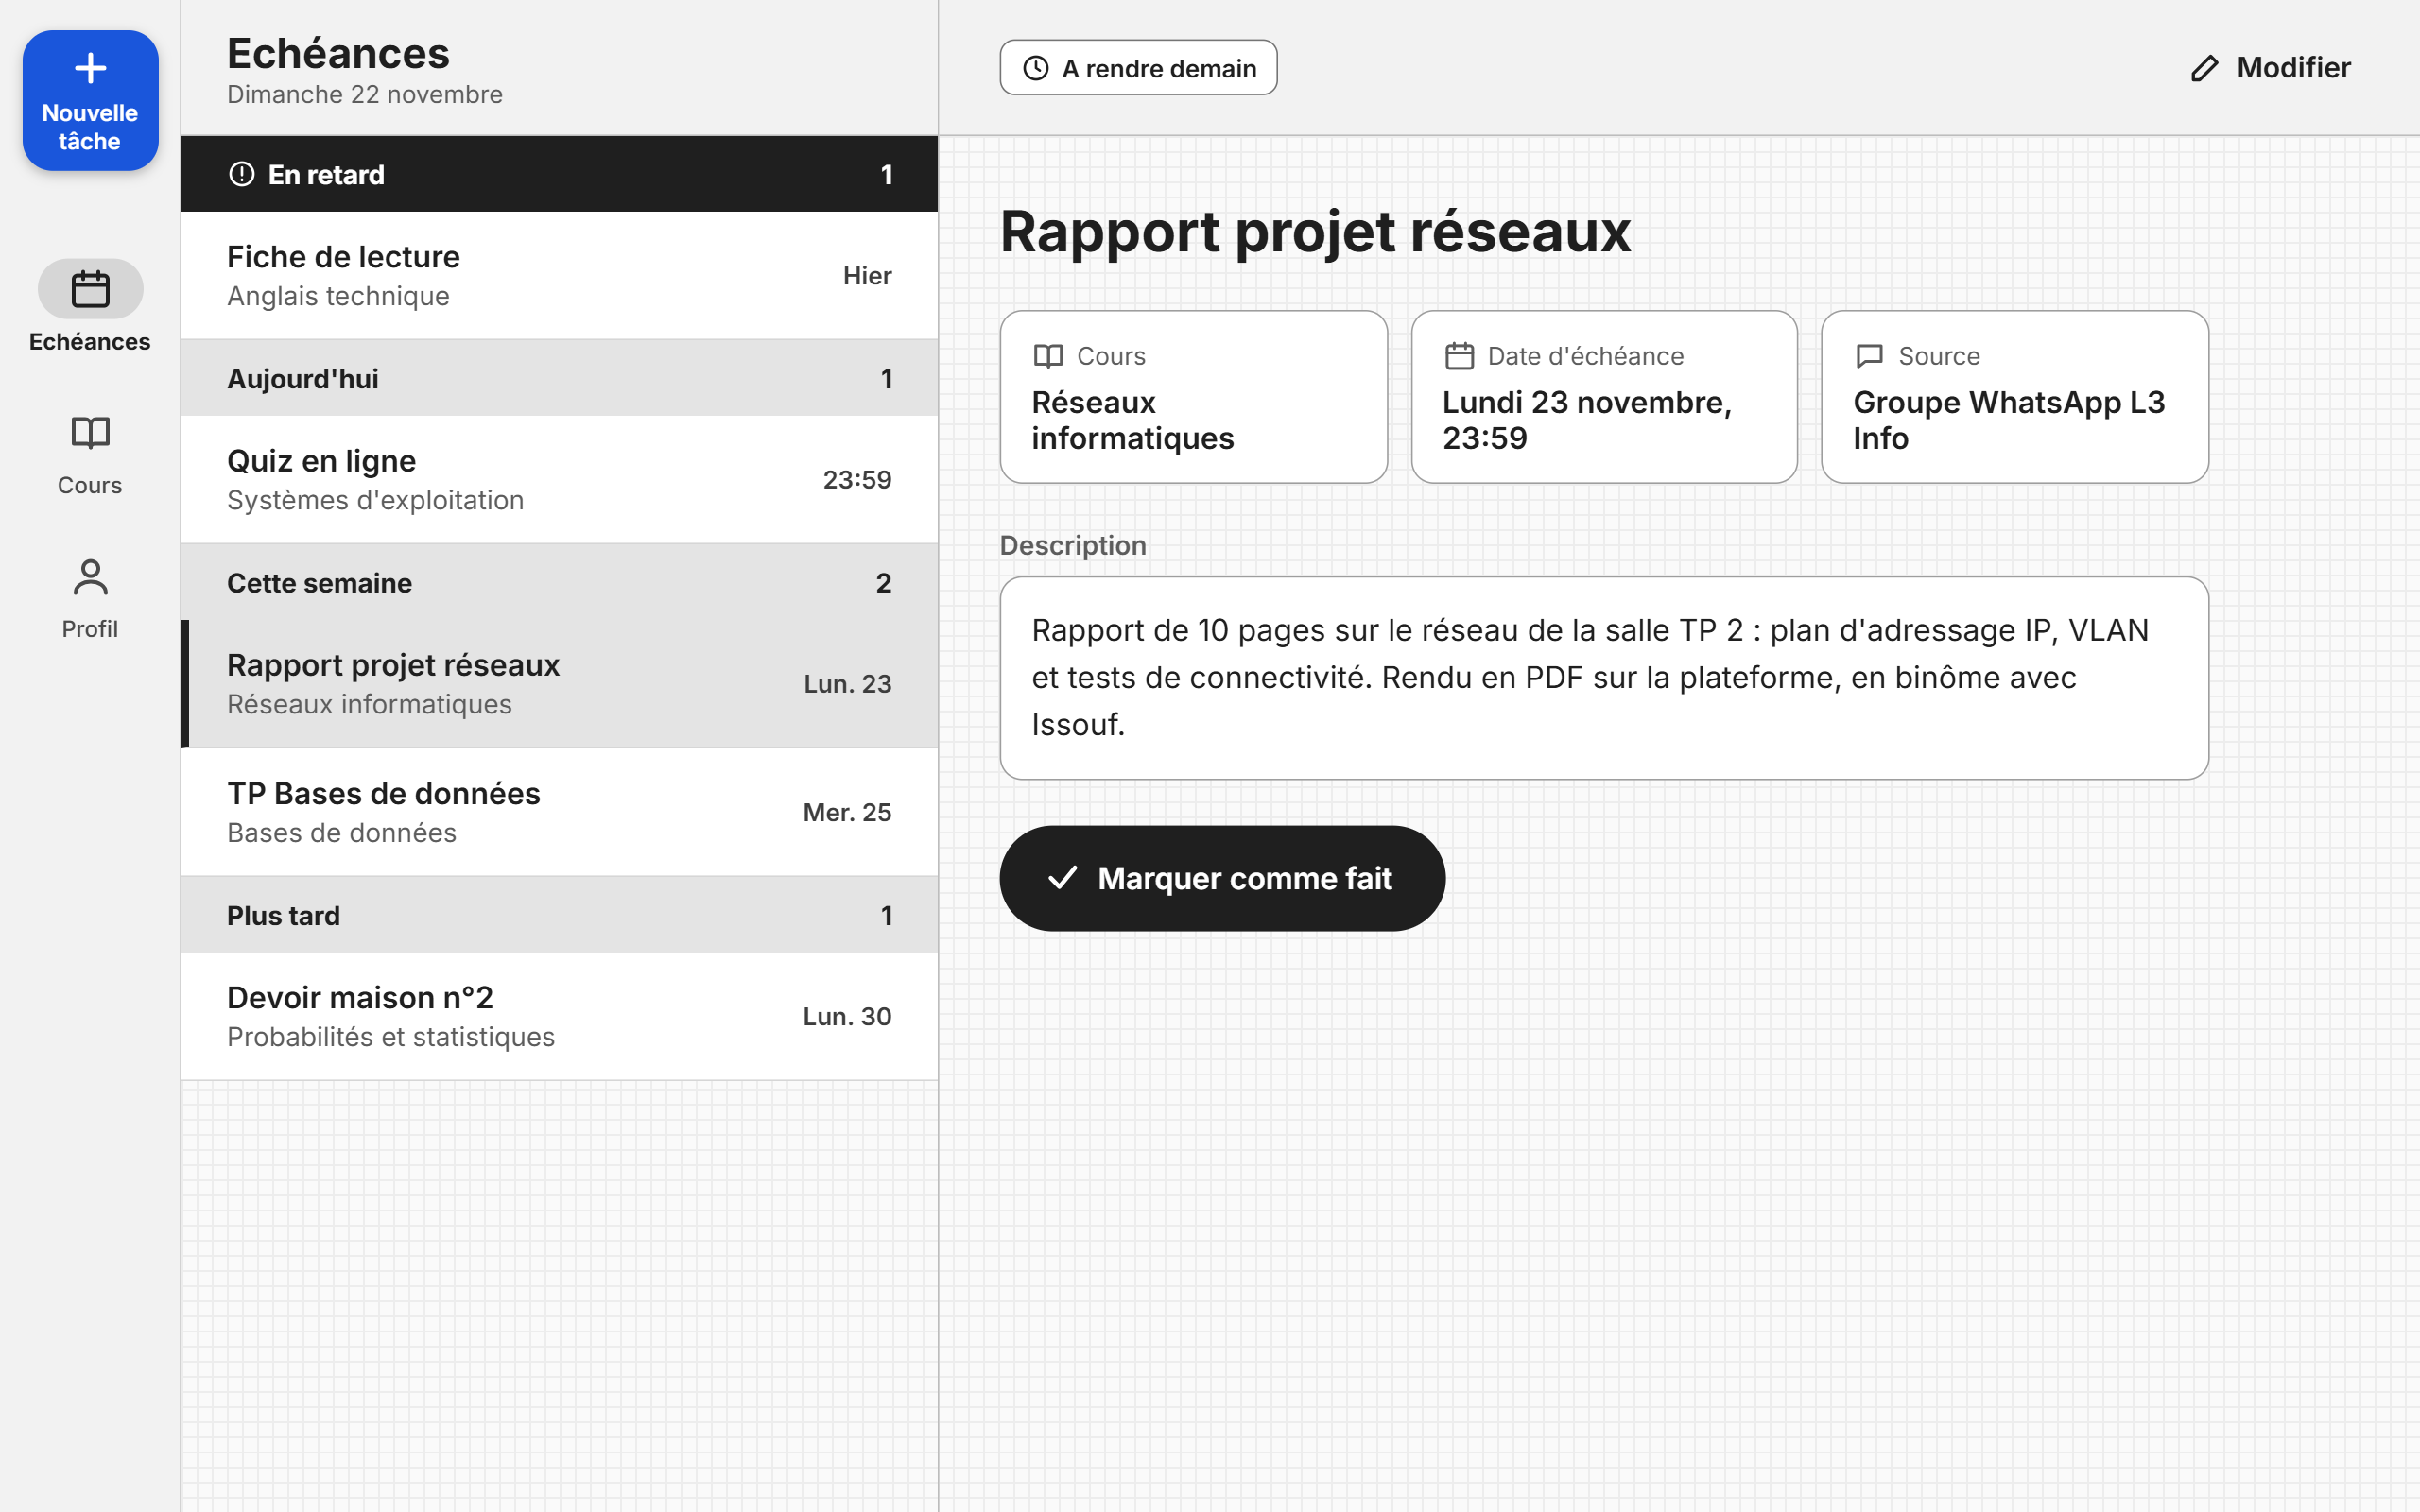 Nouvelle
tâche
Echéances
Cours
Profil
Echéances
Dimanche 22 novembre
En retard 1
Fiche de lecture
Anglais technique
Hier
Aujourd'hui 1
Quiz en ligne
Systèmes d'exploitation
23:59
Cette semaine 2
Rapport projet réseaux
Réseaux informatiques
Lun. 23
TP Bases de données
Bases de données
Mer. 25
Plus tard 1
Devoir maison n°2
Probabilités et statistiques
Lun. 30
A rendre demain
Modifier
Rapport projet réseaux
Cours
Réseaux
informatiques
Date d'échéance
Lundi 23 novembre,
23:59
Source
Groupe WhatsApp L3
Info
Description
Rapport de 10 pages sur le réseau de la salle TP 2 : plan d'adressage IP, VLAN
et tests de connectivité. Rendu en PDF sur la plateforme, en binôme avec
Issouf.
Marquer comme fait